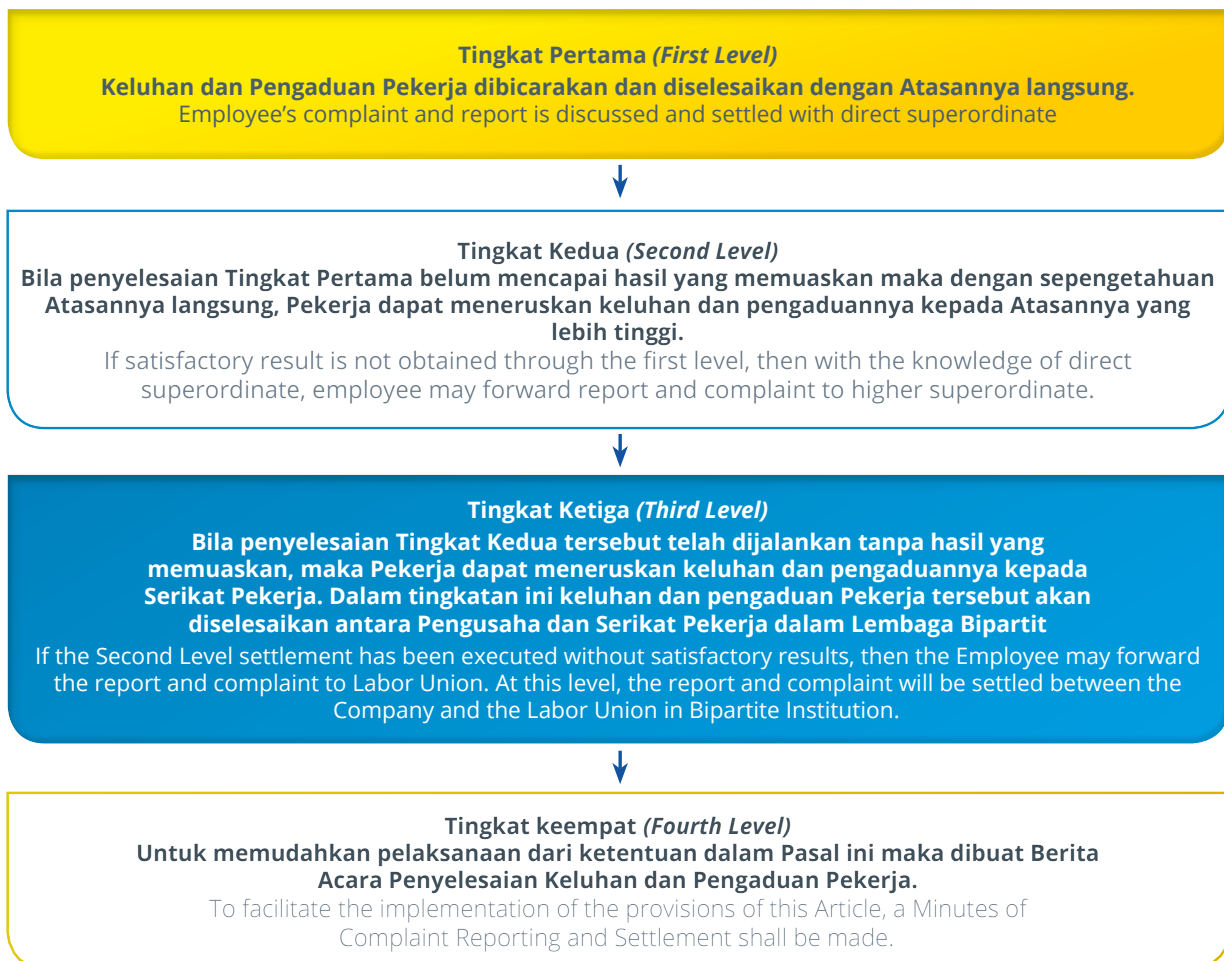 Tingkat Pertama (First Level)
Keluhan dan Pengaduan Pekerja dibicarakan dan diselesaikan dengan Atasannya langsung.
Employee’s complaint and report is discussed and settled with direct superordinate
Tingkat Kedua (Second Level)
Bila penyelesaian Tingkat Pertama belum mencapai hasil yang memuaskan maka dengan sepengetahuan
Atasannya langsung, Pekerja dapat meneruskan keluhan dan pengaduannya kepada Atasannya yang
lebih tinggi.
If satisfactory result is not obtained through the first level, then with the knowledge of direct
superordinate, employee may forward report and complaint to higher superordinate.
Tingkat Ketiga (Third Level)
Bila penyelesaian Tingkat Kedua tersebut telah dijalankan tanpa hasil yang
memuaskan, maka Pekerja dapat meneruskan keluhan dan pengaduannya kepada
Serikat Pekerja. Dalam tingkatan ini keluhan dan pengaduan Pekerja tersebut akan
diselesaikan antara Pengusaha dan Serikat Pekerja dalam Lembaga Bipartit
If the Second Level settlement has been executed without satisfactory results, then the Employee may forward
the report and complaint to Labor Union. At this level, the report and complaint will be settled between the
Company and the Labor Union in Bipartite Institution.
Tingkat keempat (Fourth Level)
Untuk memudahkan pelaksanaan dari ketentuan dalam Pasal ini maka dibuat Berita
Acara Penyelesaian Keluhan dan Pengaduan Pekerja.
To facilitate the implementation of the provisions of this Article, a Minutes of
Complaint Reporting and Settlement shall be made.